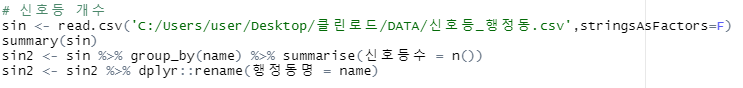 # 신호등 개수
sin <- read.csv('C:/Users/user/Desktop/클린로드/DATA/신호등_행정동.csv',stringsAsFactors=F)
summary(sin)
sin2 <- sin %>% group_by(name) %>% summarise(신호등수 = n())
sin2 <- sin2 %>% dplyr::rename(행정동명 = name)